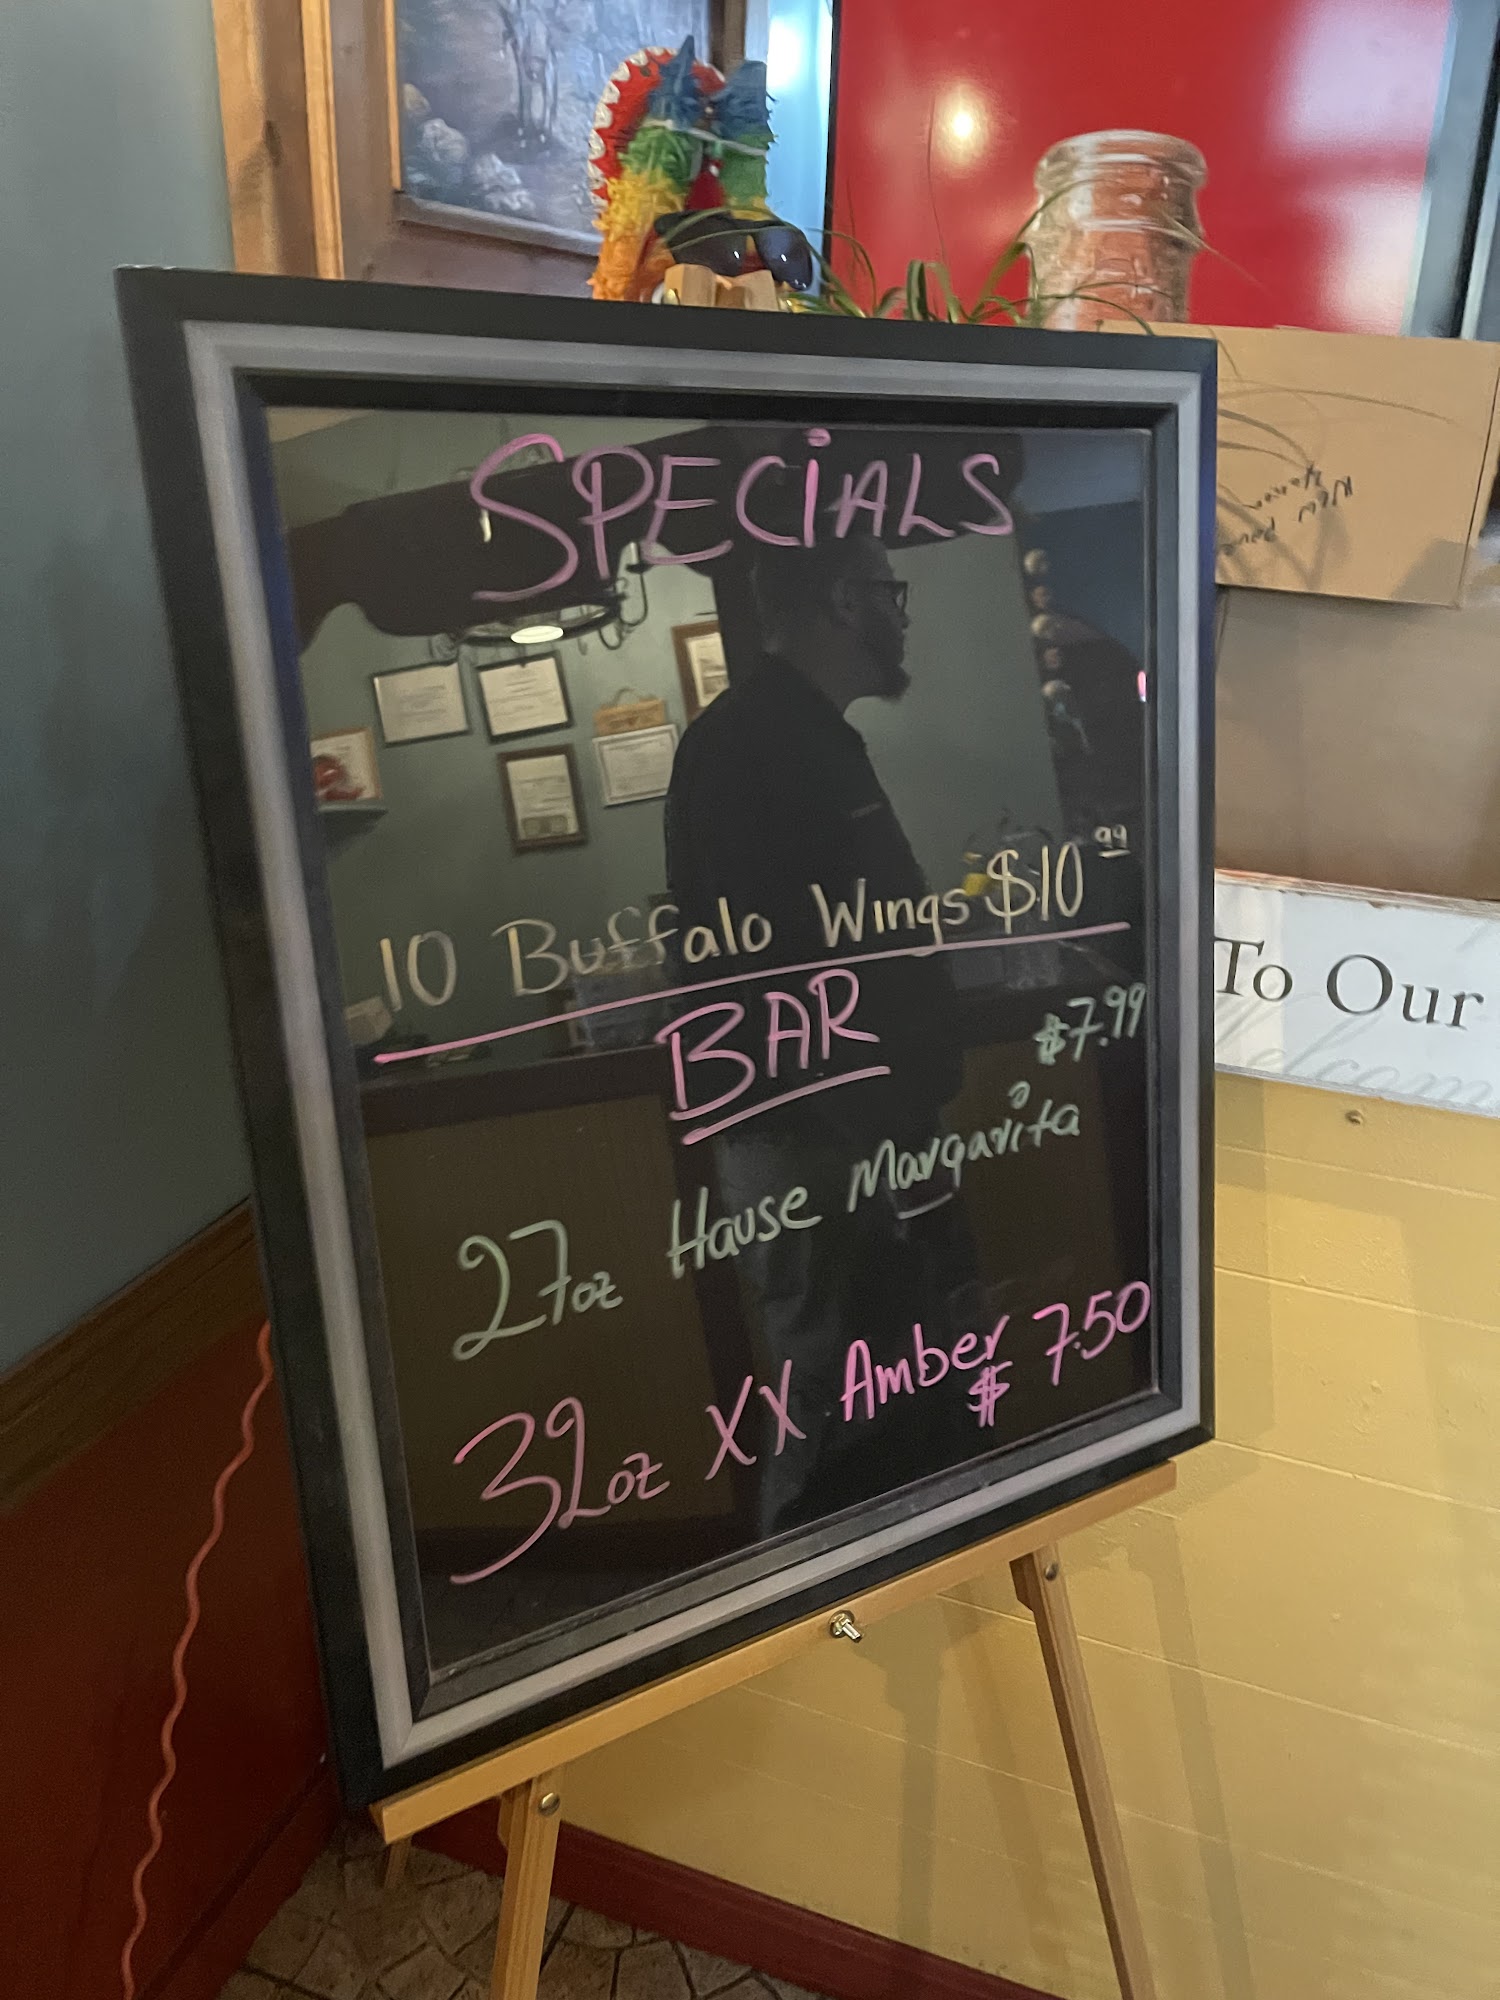 SPECiALS
10 Buffalo Wings $10 99
BAR
$7.99
27oz Hause Margarita
32oz XX Amber $7.50
To Our
Welcom